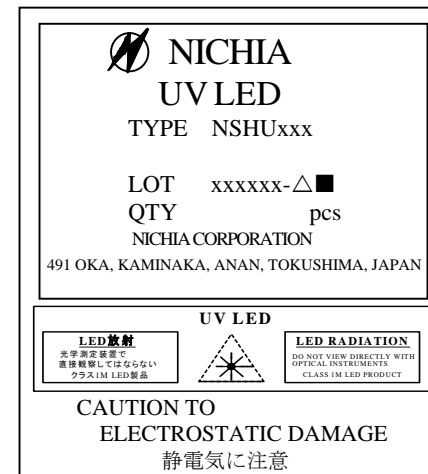 NICHIA
UV LED
TYPE NSHUxxx
LOT xxxxxx-△■
QTY pcs
NICHIA CORPORATION
491 OKA, KAMINAKA, ANAN, TOKUSHIMA, JAPAN
UV LED
LED放射
光学測定装置で
直接観察してはならない
クラス1M LED製品
LED RADIATION
DO NOT VIEW DIRECTLY WITH
OPTICAL INSTRUMENTS
CLASS 1M LED PRODUCT
CAUTION TO
ELECTROSTATIC DAMAGE
静電気に注意